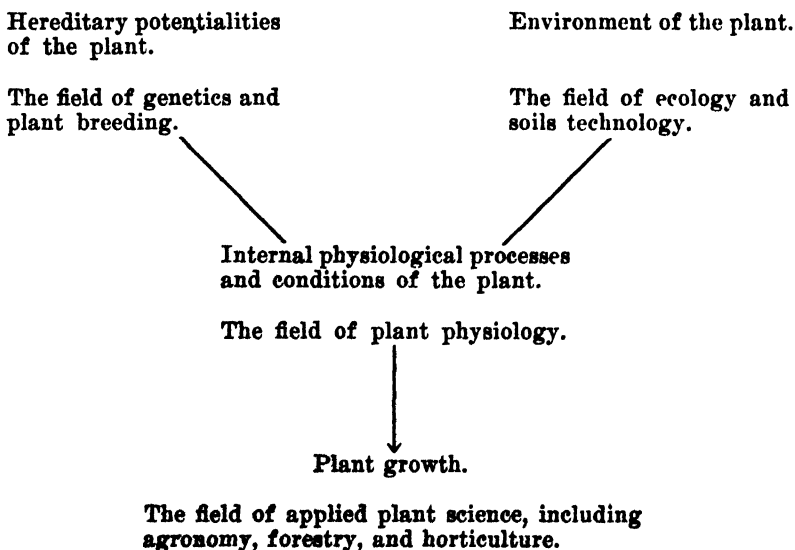 Hereditary potentialities
of the plant.
Environment of the plant.
The field of genetics and
plant breeding.
The field of ecology and
soils technology.
Internal physiological processes
and conditions of the plant.
The field of plant physiology.
Plant growth.
The field of applied plant science, including
agronomy, forestry, and horticulture.